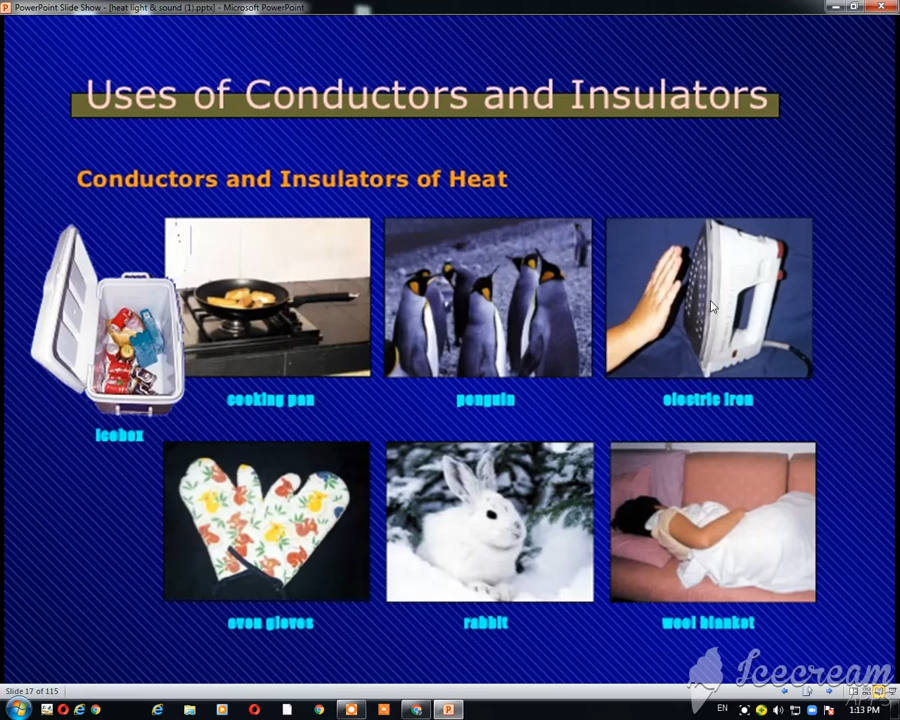 PowerPoint Slide Show - [heat light & sound (1).pptx] - Microsoft PowerPoint
Uses of Conductors and Insulators
Conductors and Insulators of Heat
cooking pan
penguin
electric iron
icebox
oven gloves
rabbit
wool blanket
Icecream
APPS
Slide 17 of 115
EN
1:13 PM